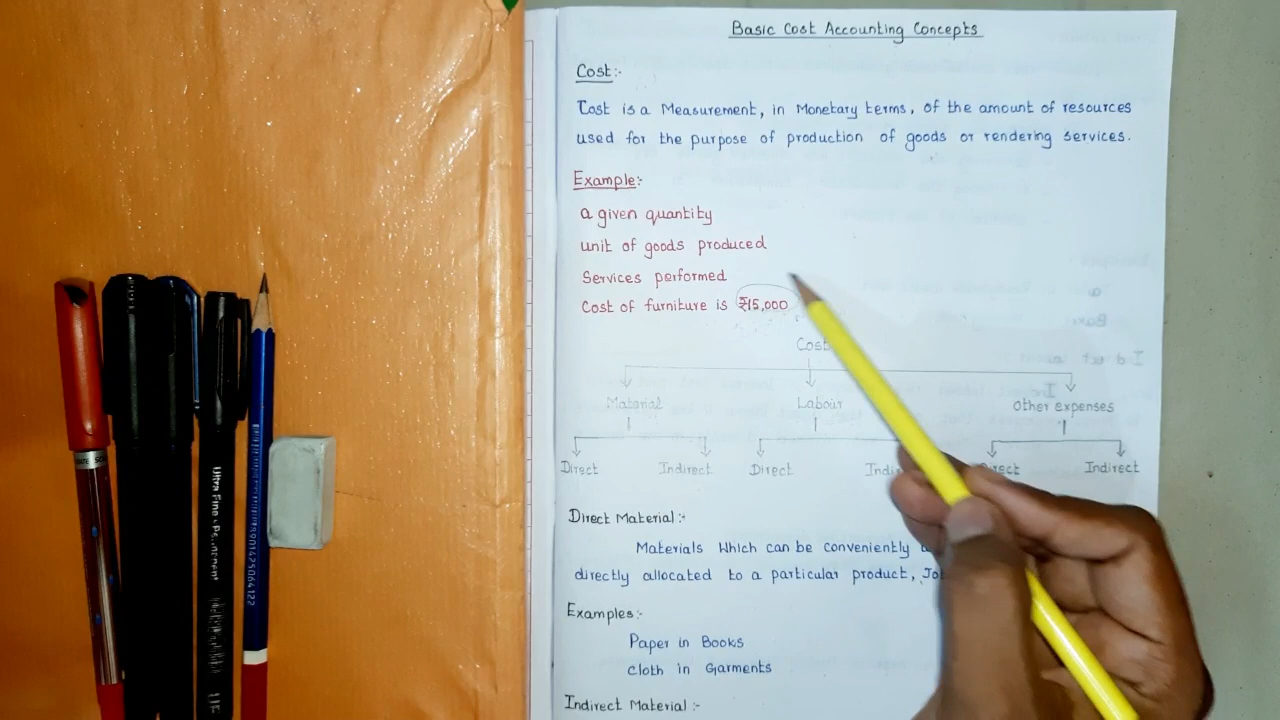 Basic Cost Accounting Concepts
Cost:-
Cost is a Measurement, in Monetary terms, of the amount of resources
used for the purpose of production of goods or rendering services.
Example:-
a given quantity
unit of goods produced
Services performed
Cost of furniture is ₹15,000
Cost
Material Labour other expenses
Direct Indirect Direct Indirect
Direct Material:-
Materials Which can be conveniently
directly allocated to a particular product,
Examples:-
Paper in Books
cloth in Garments
Indirect Material:-